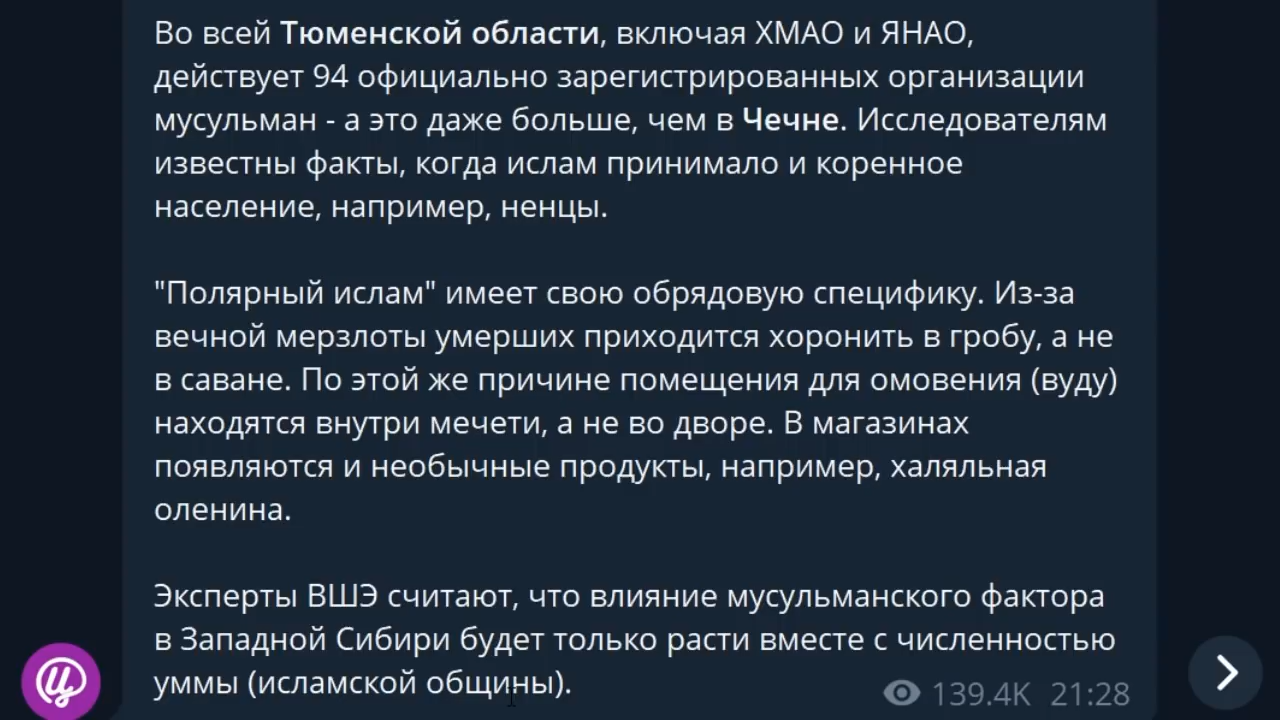 Во всей Тюменской области, включая ХМАО и ЯНАО,
действует 94 официально зарегистрированных организации
мусульман - а это даже больше, чем в Чечне. Исследователям
известны факты, когда ислам принимало и коренное
население, например, ненцы.
"Полярный ислам" имеет свою обрядовую специфику. Из-за
вечной мерзлоты умерших приходится хоронить в гробу, а не
в саване. По этой же причине помещения для омовения (вуду)
находятся внутри мечети, а не во дворе. В магазинах
появляются и необычные продукты, например, халяльная
оленина.
Эксперты ВШЭ считают, что влияние мусульманского фактора
в Западной Сибири будет только расти вместе с численностью
уммы (исламской общины).
139.4K 21:28